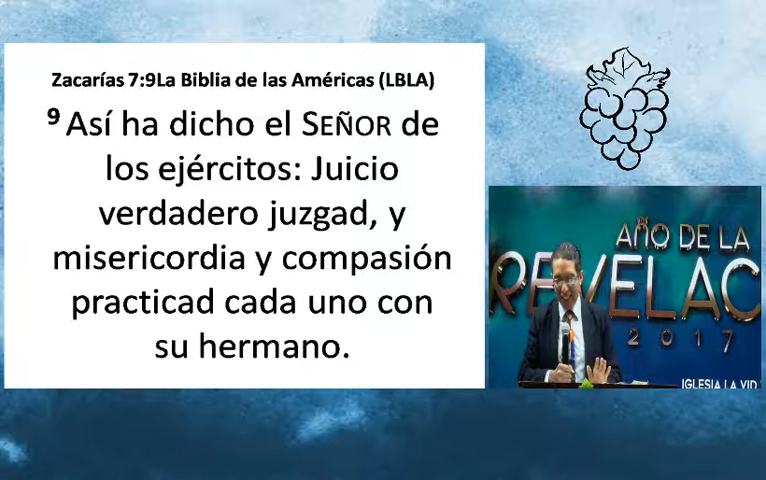 Zacarías 7:9La Biblia de las Américas (LBLA)
9 Así ha dicho el SEÑOR de
los ejércitos: Juicio
verdadero juzgad, y
misericordia y compasión
practicad cada uno con
su hermano.
AÑO DE LA
REVELAC
2017
IGLESIA LA VID